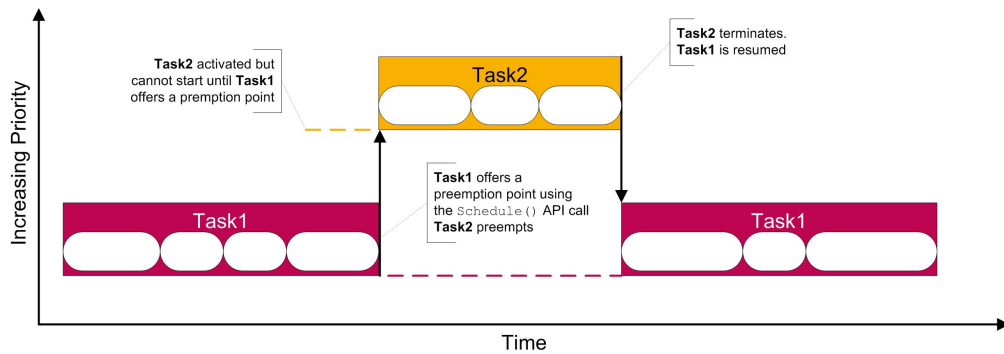 Task2 terminates.
Task1 is resumed
Task2 activated but
cannot start until Task1
offers a premption point
Task2
Increasing Priority
Task1 offers a
preemption point using
the Schedule() API call
Task2 preempts
Task1
Task1
Time